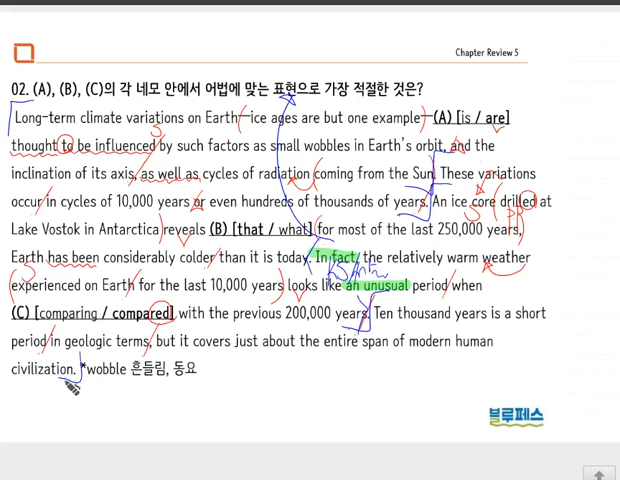 Chapter Review 5
02. (A), (B), (C)의 각 네모 안에서 어법에 맞는 표현으로 가장 적절한 것은?
Long-term climate variations on Earth—ice ages are but one example—(A) [is / are]
thought to be influenced by such factors as small wobbles in Earth's orbit, and the
inclination of its axis, as well as cycles of radiation coming from the Sun. These variations
occur in cycles of 10,000 years or even hundreds of thousands of years. An ice core drilled at
Lake Vostok in Antarctica reveals (B) [that / what] for most of the last 250,000 years,
Earth has been considerably colder than it is today. In fact, the relatively warm weather
experienced on Earth for the last 10,000 years looks like an unusual period when
(C) [comparing / compared] with the previous 200,000 years. Ten thousand years is a short
period in geologic terms, but it covers just about the entire span of modern human
civilization. *wobble 흔들림, 동요
블루페스